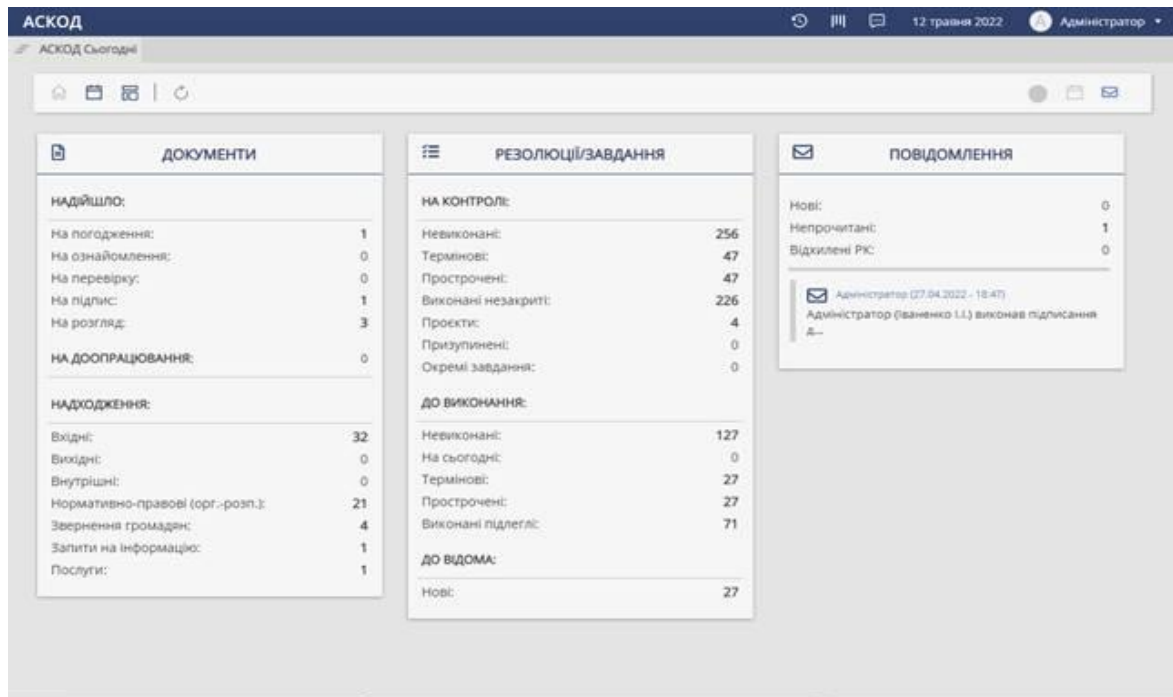 АСКОД
12 травня 2022
Адміністратор
АСКОД Сьогодні
ДОКУМЕНТИ
НАДІЙШЛО:
На погодження: 1
На ознайомлення: 0
На перевірку: 0
На підпис: 1
На розгляд: 3
НА ДООПРАЦЮВАННЯ: 0
НАДХОДЖЕННЯ:
Вхідні: 32
Вихідні: 0
Внутрішні: 0
Нормативно-правові (орг.-розп.): 21
Звернення громадян: 4
Запити на інформацію: 1
Послуги: 1
РЕЗОЛЮЦІЇ/ЗАВДАННЯ
НА КОНТРОЛІ:
Невиконані: 256
Термінові: 47
Прострочені: 47
Виконані незакриті: 226
Проєкти: 4
Призупинені: 0
Окремі завдання: 0
ДО ВИКОНАННЯ:
Невиконані: 127
На сьогодні: 0
Термінові: 27
Прострочені: 27
Виконані підлеглі: 71
ДО ВІДОМА:
Нові: 27
ПОВІДОМЛЕННЯ
Нові: 0
Непрочитані: 1
Відхилені РК: 0
Адміністратор (27.04.2022 - 18:47)
Адміністратор (Іваненко І.І.) виконав підписання
д...